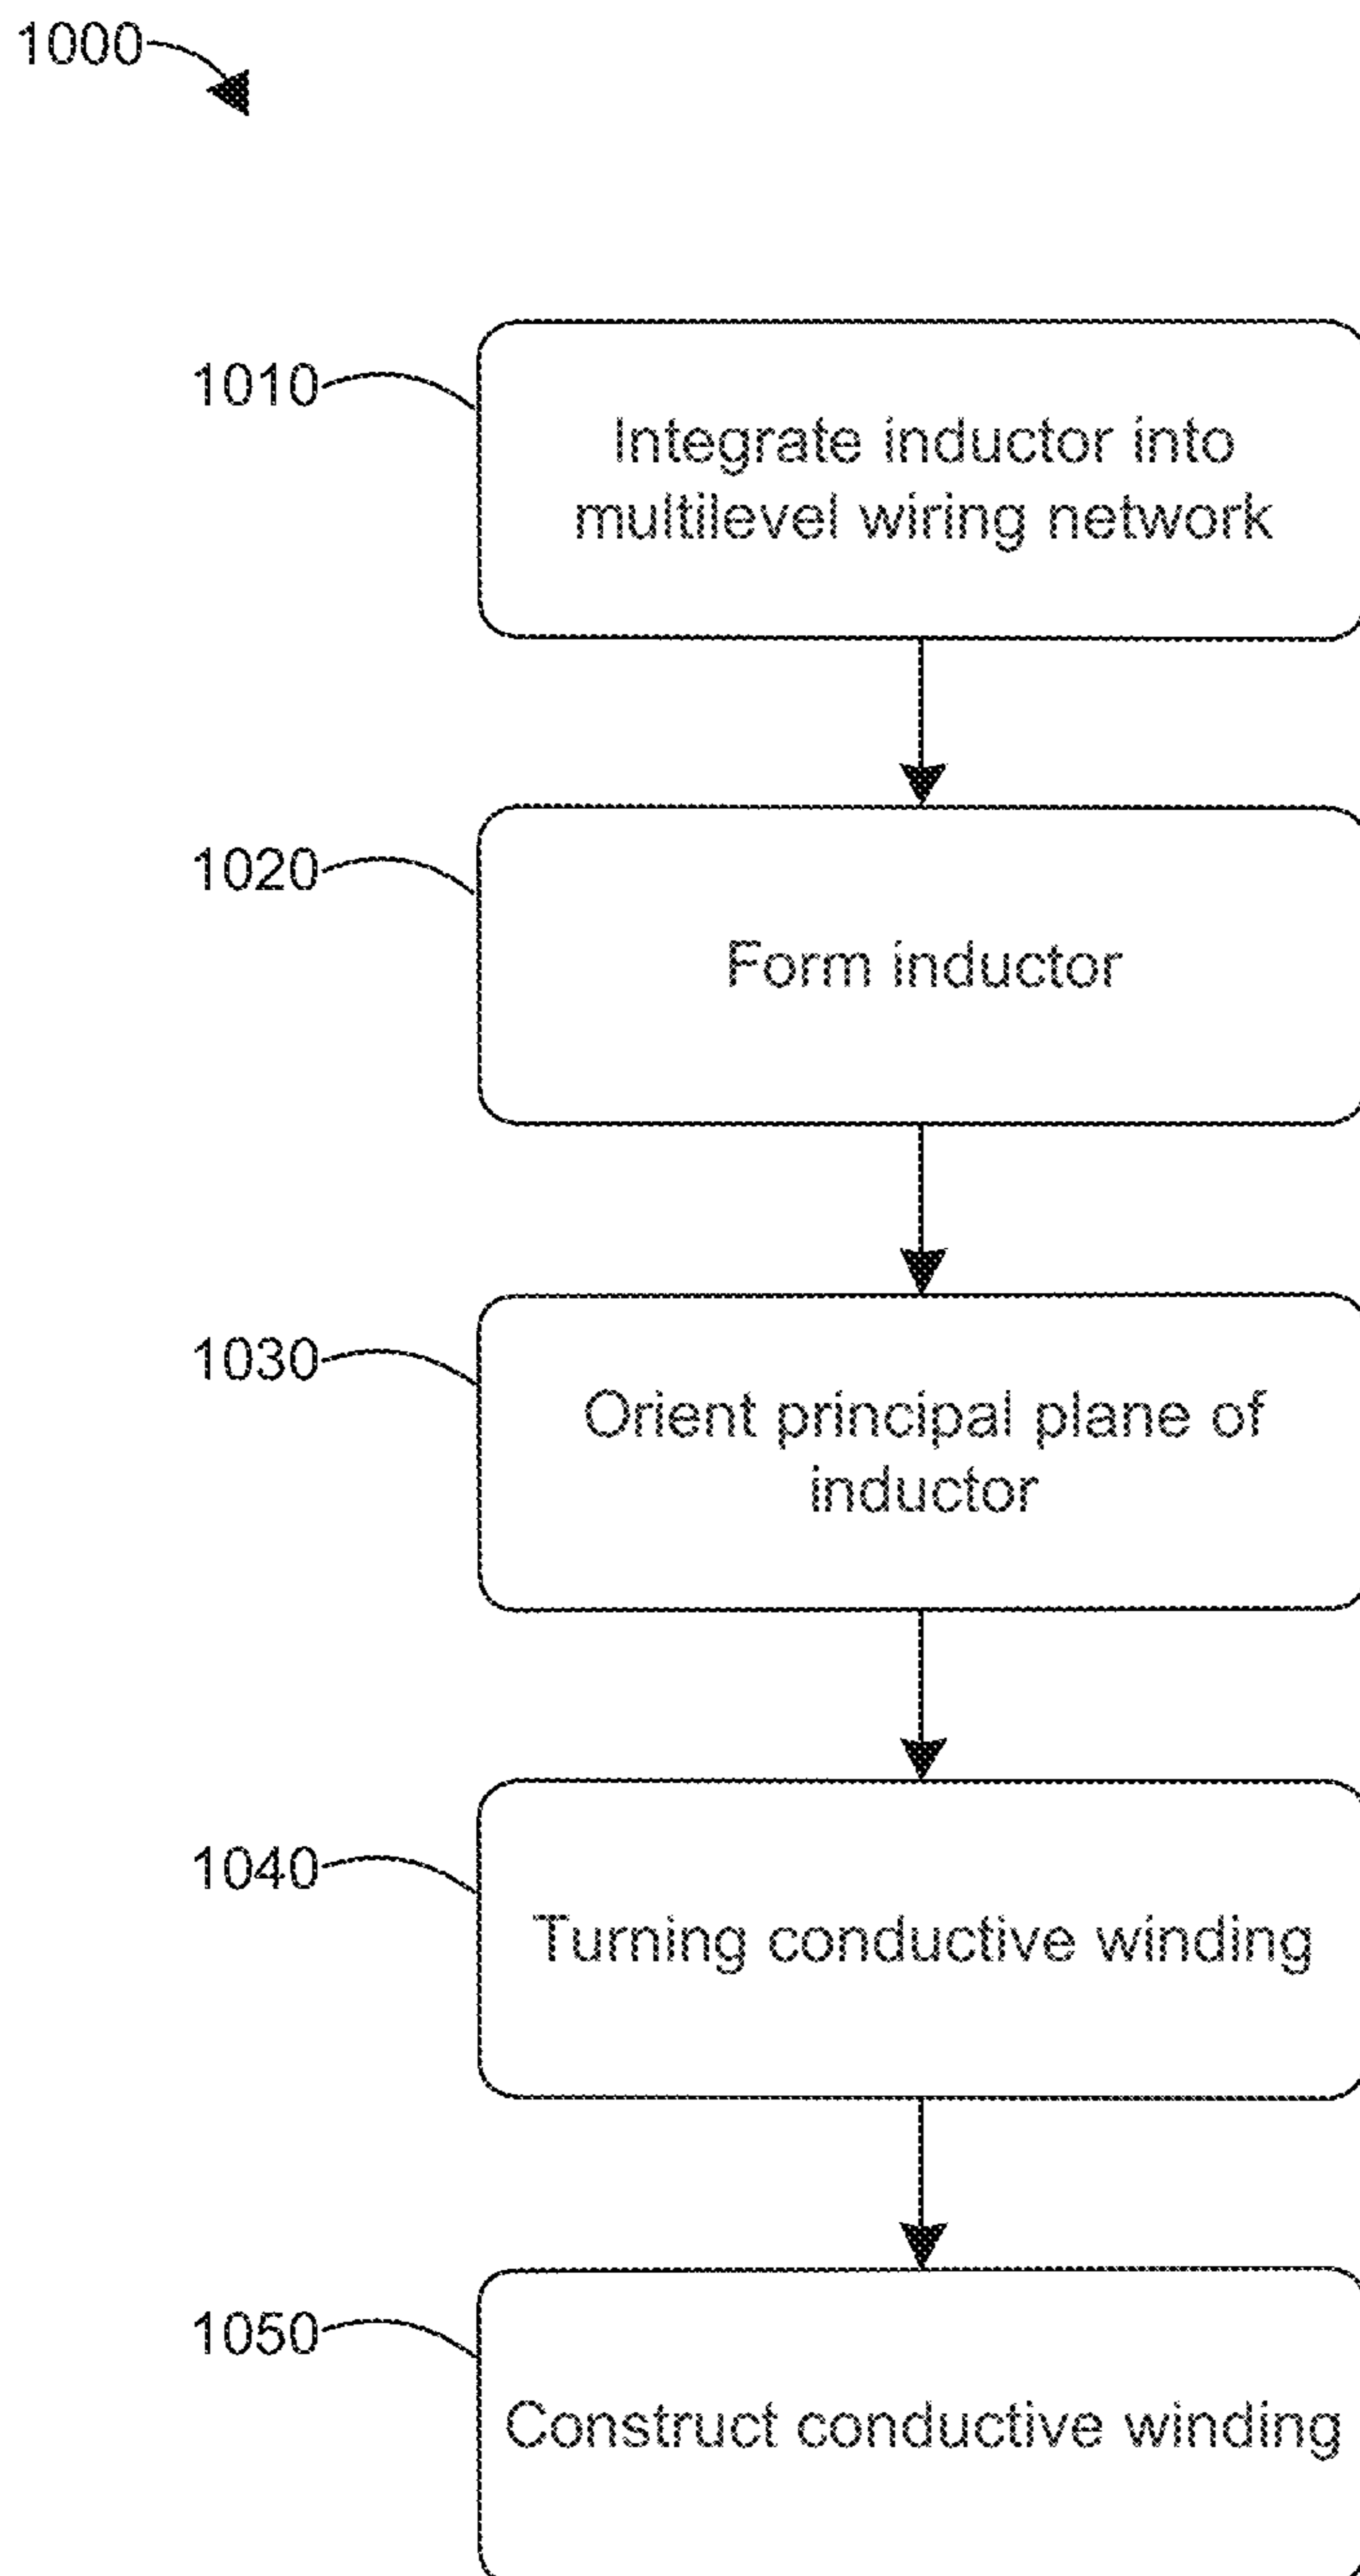 1000
1010
Integrate inductor into
multilevel wiring network
1020
Form inductor
1030
Orient principal plane of
inductor
1040
Turning conductive winding
1050
Construct conductive winding